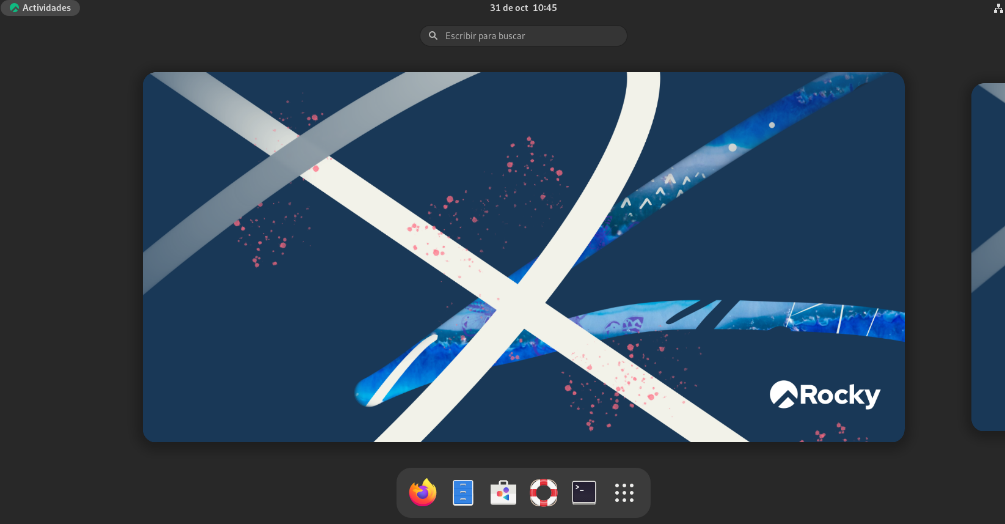 Actividades
31 de oct 10:45
Escribir para buscar
Rocky
>_